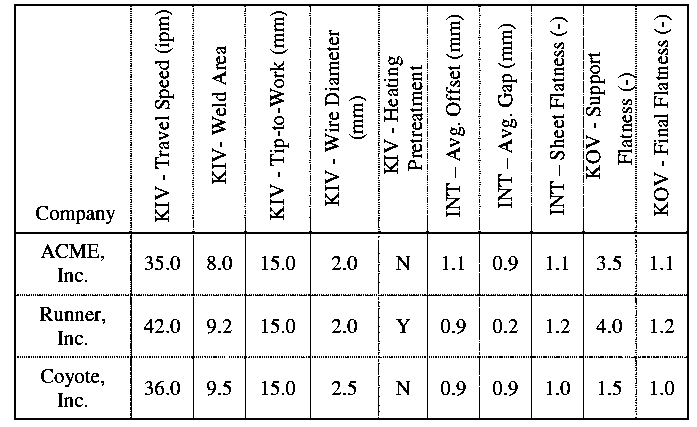 Company
KIV - Travel Speed (ipm)
KIV- Weld Area
KIV - Tip-to-Work (mm)
KIV - Wire Diameter
(mm)
KIV - Heating
Pretreatment
INT – Avg. Offset (mm)
INT – Avg. Gap (mm)
INT – Sheet Flatness (-)
KOV - Support
Flatness (-)
KOV - Final Flatness (-)
ACME,
Inc.
35.0 8.0 15.0 2.0 N 1.1 0.9 1.1 3.5 1.1
Runner,
Inc.
42.0 9.2 15.0 2.0 Y 0.9 0.2 1.2 4.0 1.2
Coyote,
Inc.
36.0 9.5 15.0 2.5 N 0.9 0.9 1.0 1.5 1.0